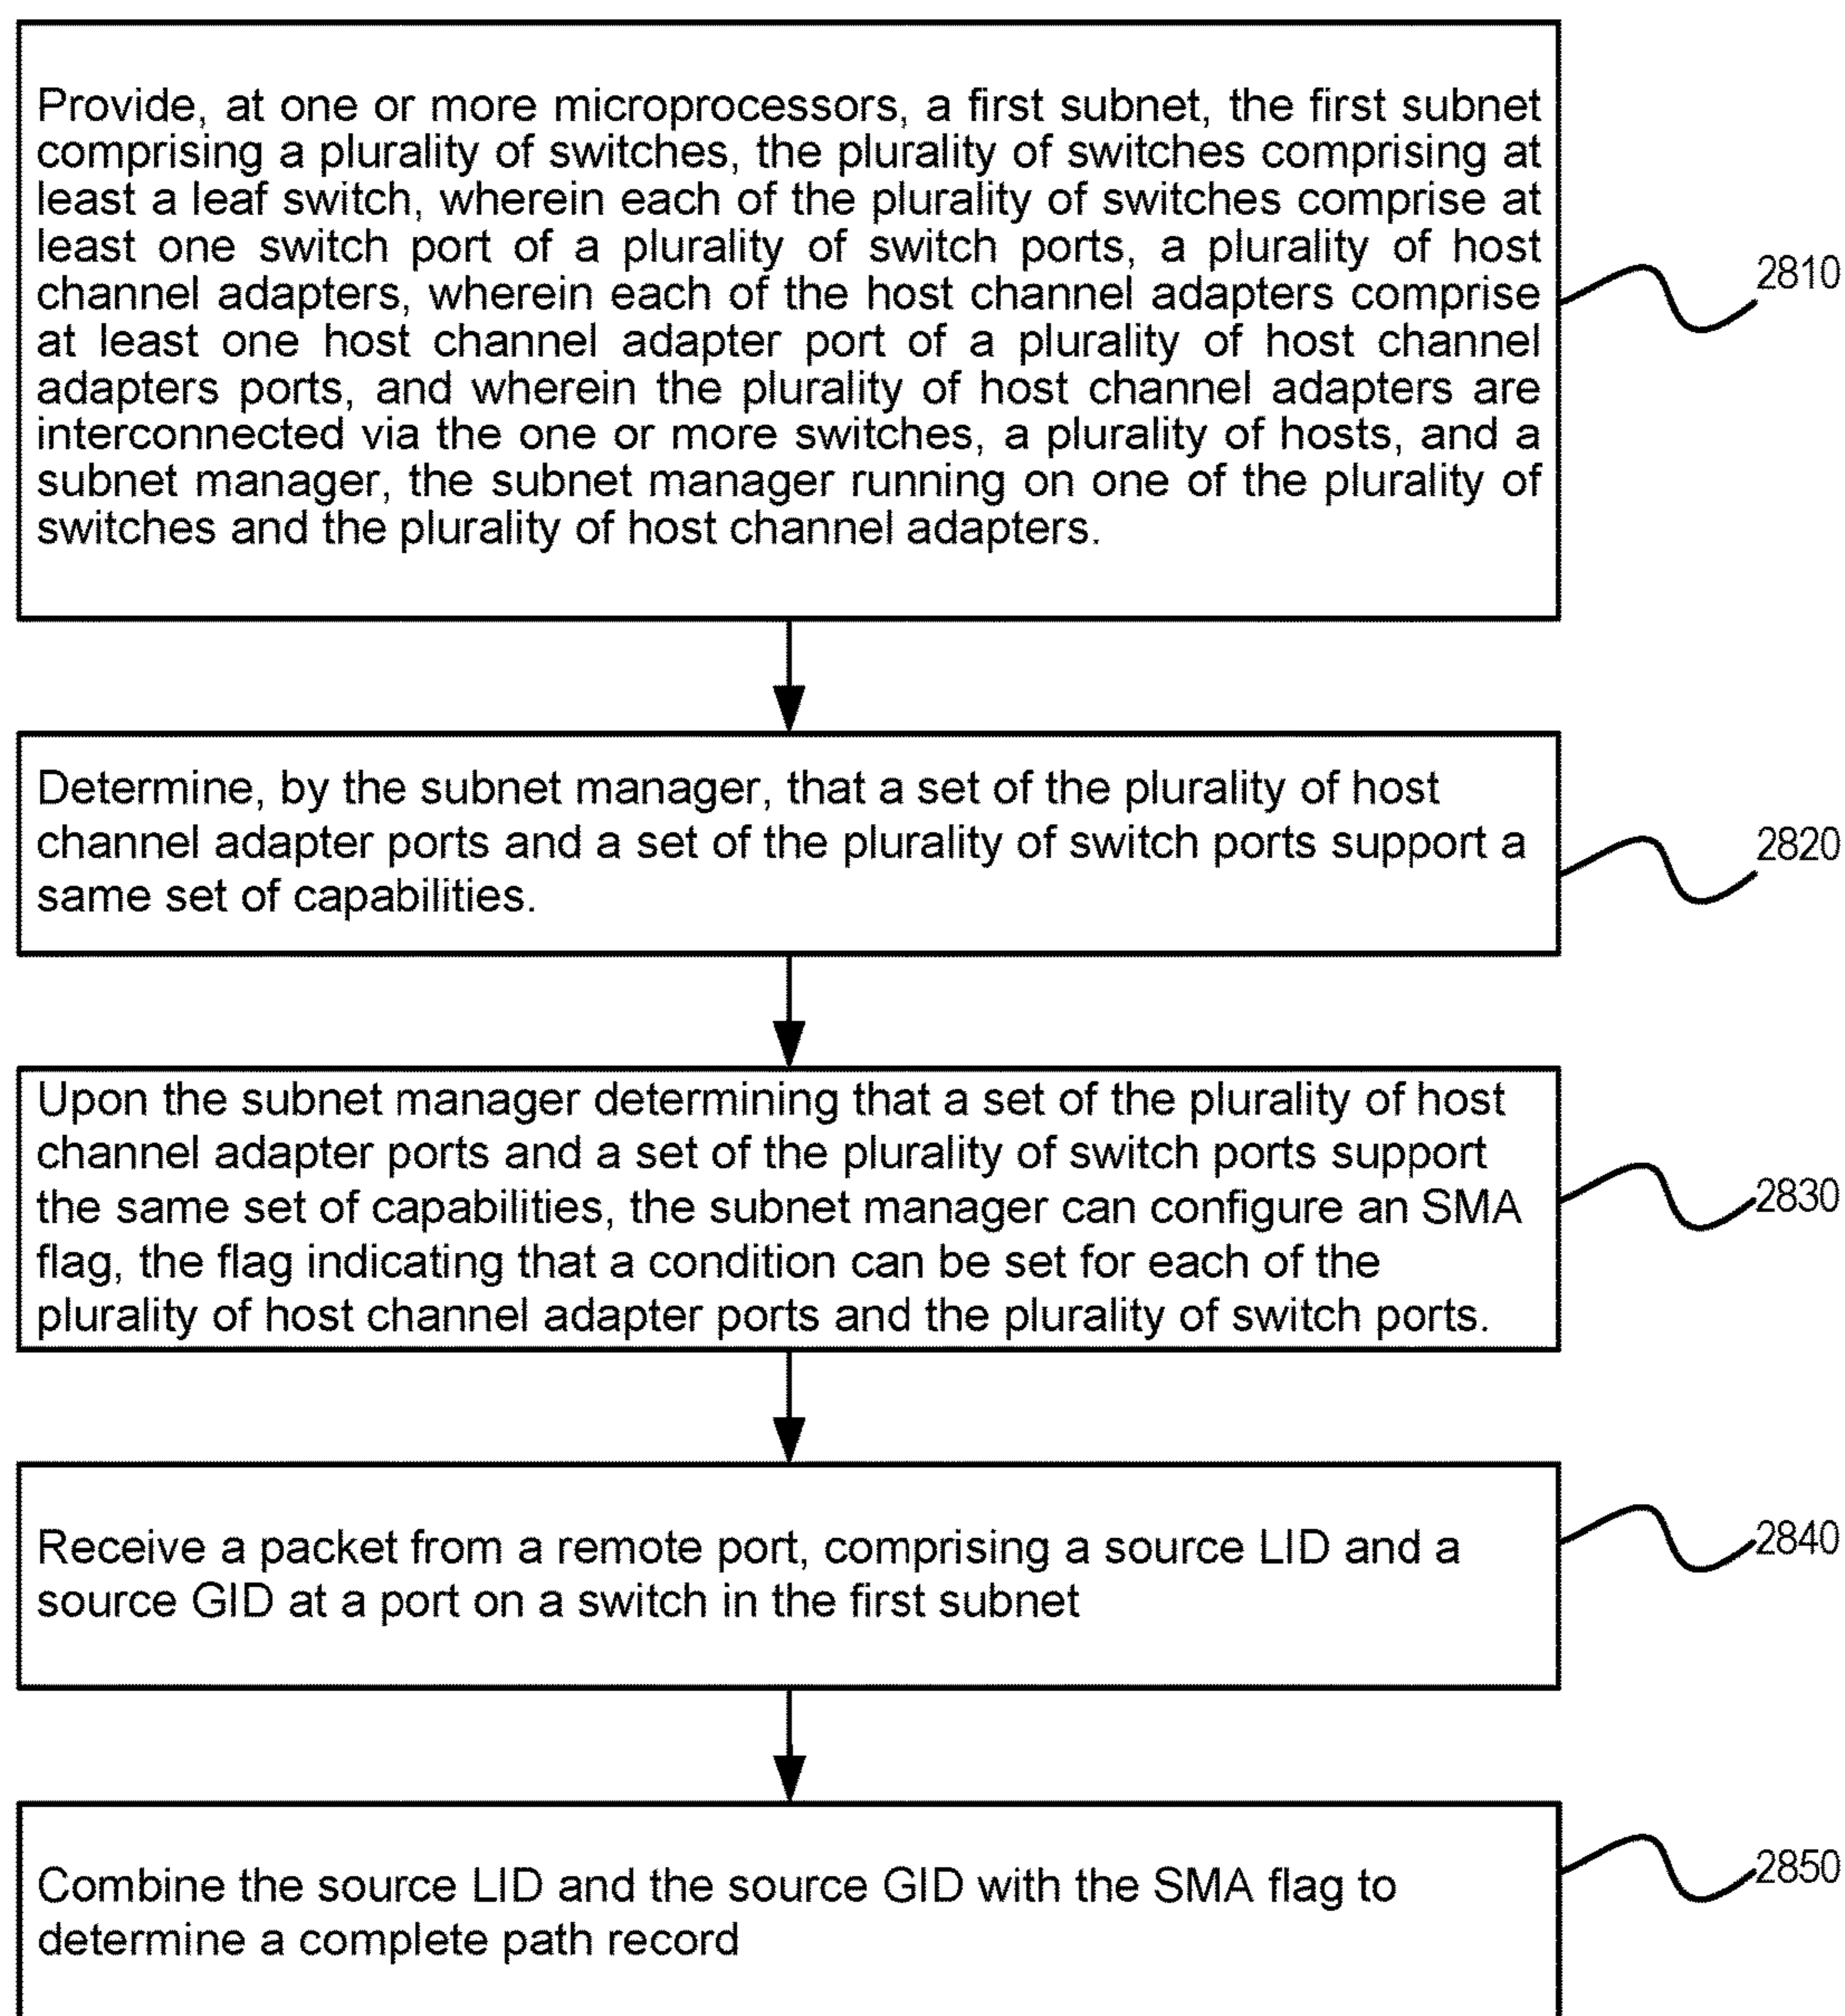 Provide, at one or more microprocessors, a first subnet, the first subnet
comprising a plurality of switches, the plurality of switches comprising at
least a leaf switch, wherein each of the plurality of switches comprise at
least one switch port of a plurality of switch ports, a plurality of host
channel adapters, wherein each of the host channel adapters comprise
at least one host channel adapter port of a plurality of host channel
adapters ports, and wherein the plurality of host channel adapters are
interconnected via the one or more switches, a plurality of hosts, and a
subnet manager, the subnet manager running on one of the plurality of
switches and the plurality of host channel adapters.
2810
Determine, by the subnet manager, that a set of the plurality of host
channel adapter ports and a set of the plurality of switch ports support a
same set of capabilities.
2820
Upon the subnet manager determining that a set of the plurality of host
channel adapter ports and a set of the plurality of switch ports support
the same set of capabilities, the subnet manager can configure an SMA
flag, the flag indicating that a condition can be set for each of the
plurality of host channel adapter ports and the plurality of switch ports.
2830
Receive a packet from a remote port, comprising a source LID and a
source GID at a port on a switch in the first subnet
2840
Combine the source LID and the source GID with the SMA flag to
determine a complete path record
2850